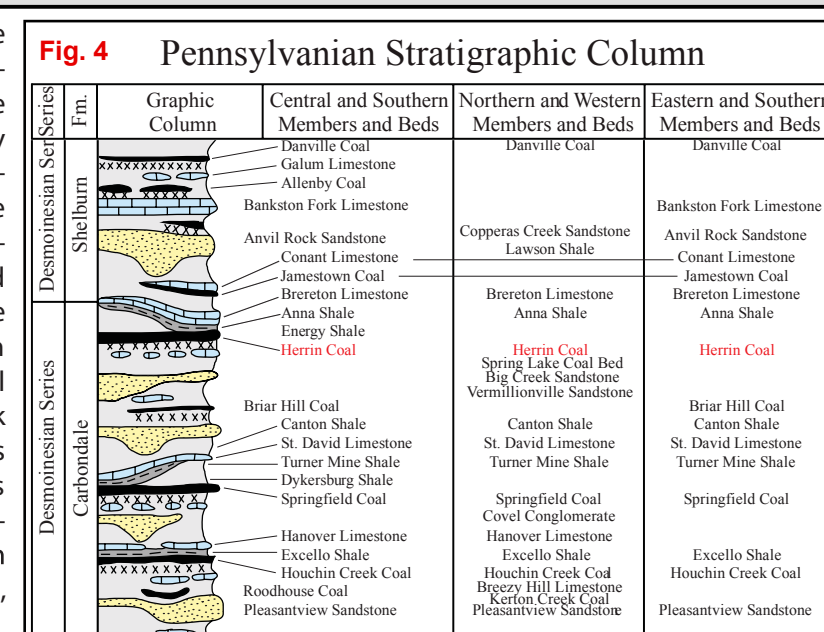 Fig. 4 Pennsylvanian Stratigraphic Column
Series
Fm.
Graphic
Column
Central and Southern
Members and Beds
Northern and Western
Members and Beds
Eastern and Southern
Members and Beds
Desmoinesian Ser
Shelburn
Desmoinesian Series
Carbondale
Danville Coal
Galum Limestone
Allenby Coal
Bankston Fork Limestone
Anvil Rock Sandstone
Conant Limestone
Jamestown Coal
Brereton Limestone
Anna Shale
Energy Shale
Herrin Coal
Briar Hill Coal
Canton Shale
St. David Limestone
Turner Mine Shale
Dykersburg Shale
Springfield Coal
Hanover Limestone
Excello Shale
Houchin Creek Coal
Roodhouse Coal
Pleasantview Sandstone
Danville Coal
Copperas Creek Sandstone
Lawson Shale
Brereton Limestone
Anna Shale
Herrin Coal
Spring Lake Coal Bed
Big Creek Sandstone
Vermillionville Sandstone
Canton Shale
St. David Limestone
Turner Mine Shale
Springfield Coal
Covel Conglomerate
Hanover Limestone
Excello Shale
Houchin Creek Coal
Breezy Hill Limestone
Kerton Creek Coal
Pleasantview Sandstone
Danville Coal
Bankston Fork Limestone
Anvil Rock Sandstone
Conant Limestone
Jamestown Coal
Brereton Limestone
Anna Shale
Herrin Coal
Briar Hill Coal
Canton Shale
St. David Limestone
Turner Mine Shale
Springfield Coal
Excello Shale
Houchin Creek Coal
Pleasantview Sandstone